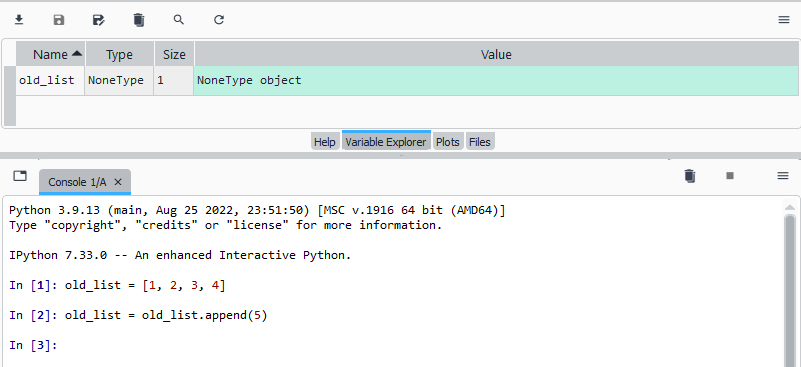 Name Type Size Value
old_list NoneType 1 NoneType object
Help Variable Explorer Plots Files
Console 1/A
Python 3.9.13 (main, Aug 25 2022, 23:51:50) [MSC v.1916 64 bit (AMD64)]
Type "copyright", "credits" or "license" for more information.
IPython 7.33.0 -- An enhanced Interactive Python.
In [1]: old_list = [1, 2, 3, 4]
In [2]: old_list = old_list.append(5)
In [3]: